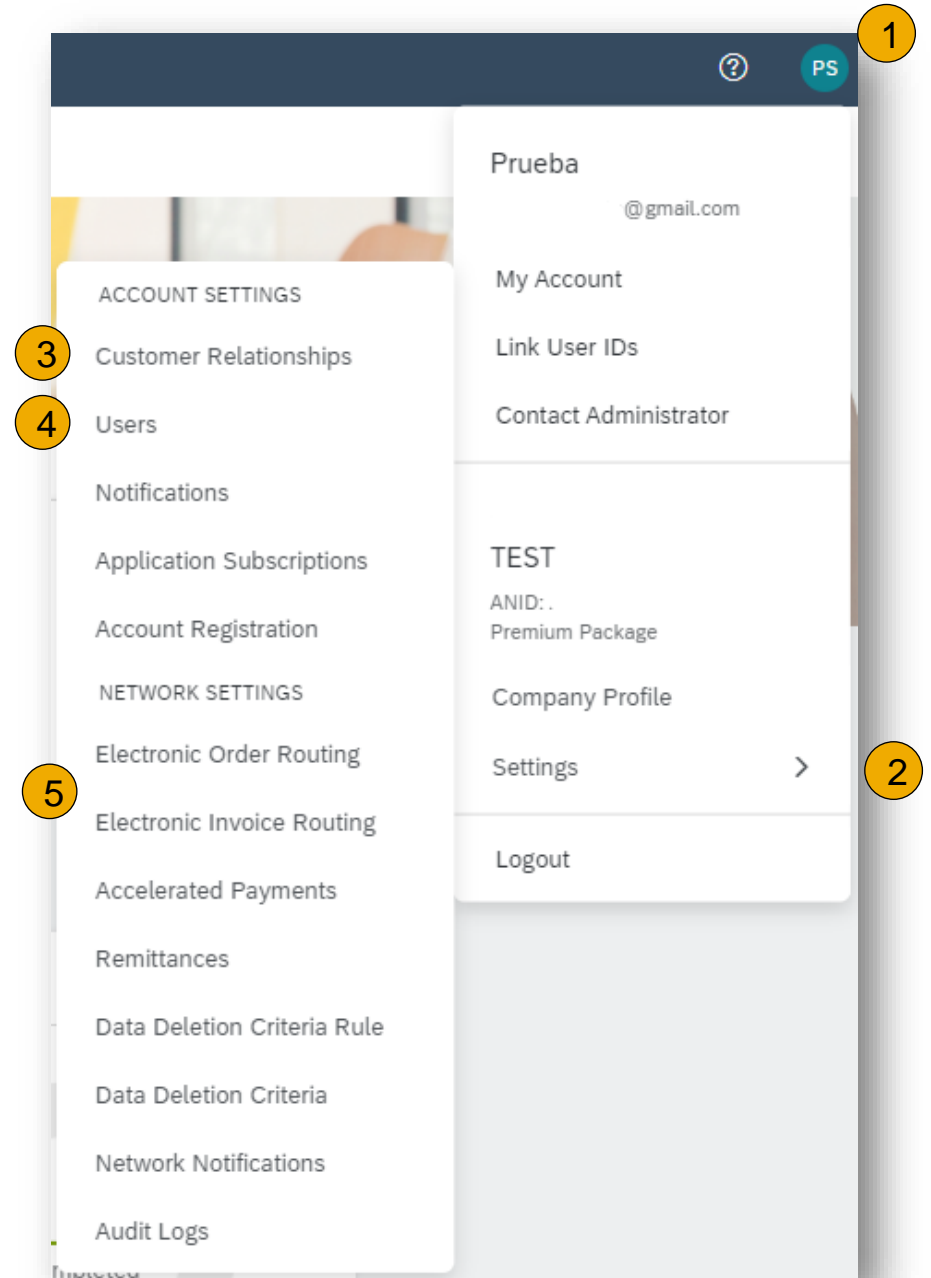 1
?
PS
Prueba
@gmail.com
My Account
Link User IDs
Contact Administrator
TEST
ANID: .
Premium Package
Company Profile
Settings
2
Logout
ACCOUNT SETTINGS
3
Customer Relationships
4
Users
Notifications
Application Subscriptions
Account Registration
NETWORK SETTINGS
Electronic Order Routing
5
Electronic Invoice Routing
Accelerated Payments
Remittances
Data Deletion Criteria Rule
Data Deletion Criteria
Network Notifications
Audit Logs